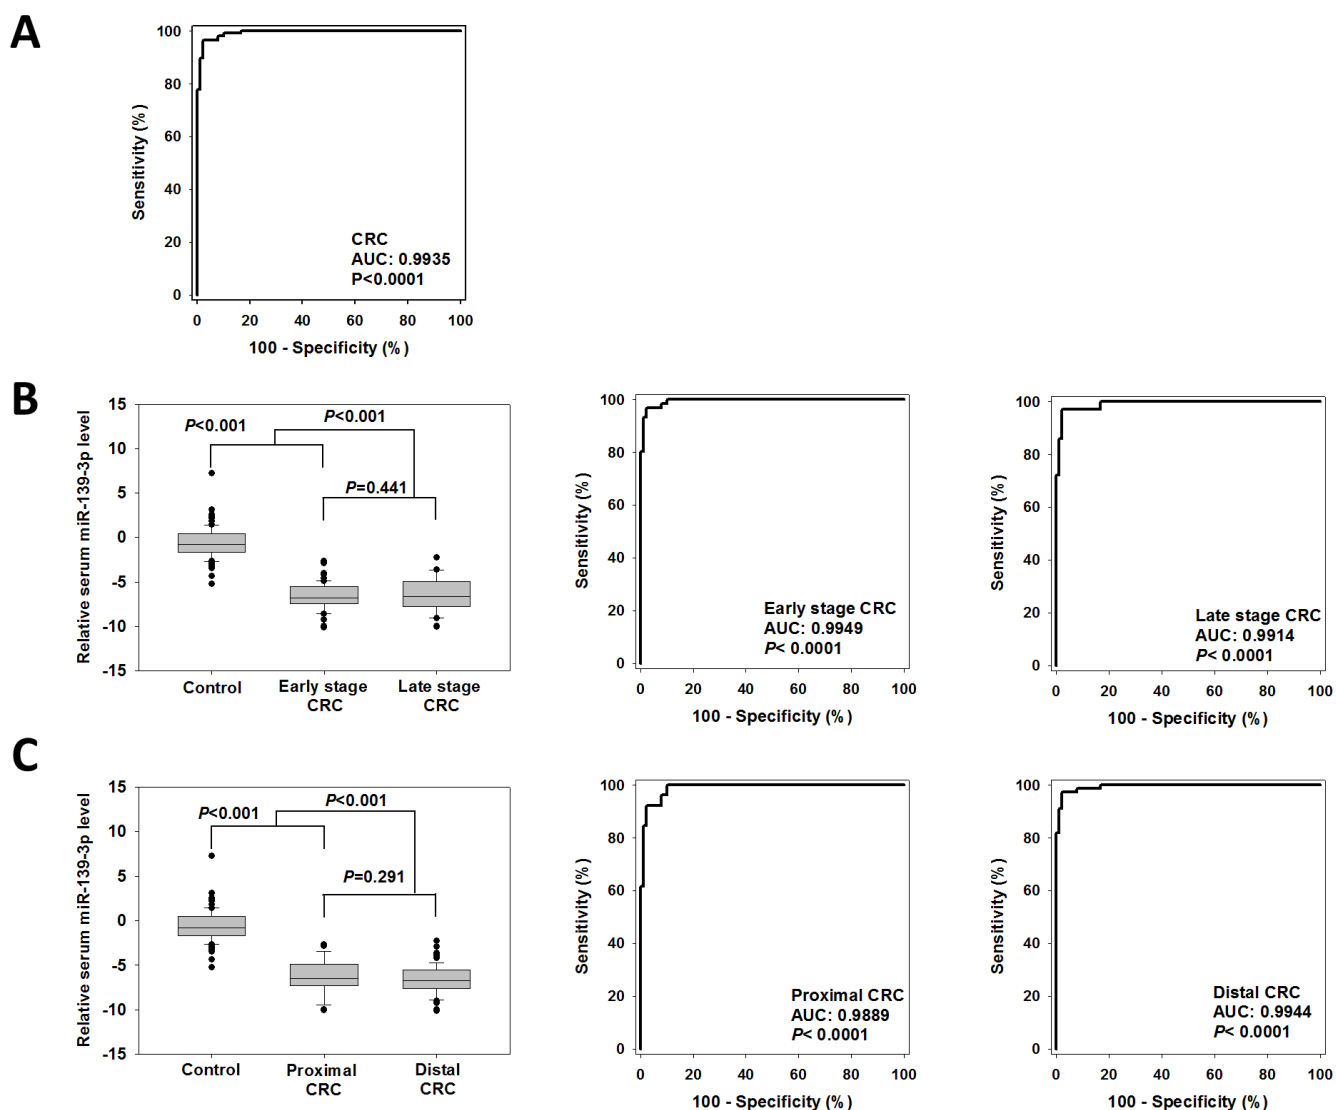 A
100
80
60
40
20
0
Sensitivity (%)
CRC
AUC: 0.9935
P<0.0001
0 20 40 60 80 100
100 - Specificity (%)
B
15
10
5
0
-5
-10
-15
Relative serum miR-139-3p level
P<0.001
P<0.001
P=0.441
Control
Early stage
CRC
Late stage
CRC
100
80
60
40
20
0
Sensitivity (%)
Early stage CRC
AUC: 0.9949
P< 0.0001
0 20 40 60 80 100
100 - Specificity (%)
100
80
60
40
20
0
Sensitivity (%)
Late stage CRC
AUC: 0.9914
P< 0.0001
0 20 40 60 80 100
100 - Specificity (%)
C
15
10
5
0
-5
-10
-15
Relative serum miR-139-3p level
P<0.001
P<0.001
P=0.291
Control
Proximal
CRC
Distal
CRC
100
80
60
40
20
0
Sensitivity (%)
Proximal CRC
AUC: 0.9889
P< 0.0001
0 20 40 60 80 100
100 - Specificity (%)
100
80
60
40
20
0
Sensitivity (%)
Distal CRC
AUC: 0.9944
P< 0.0001
0 20 40 60 80 100
100 - Specificity (%)